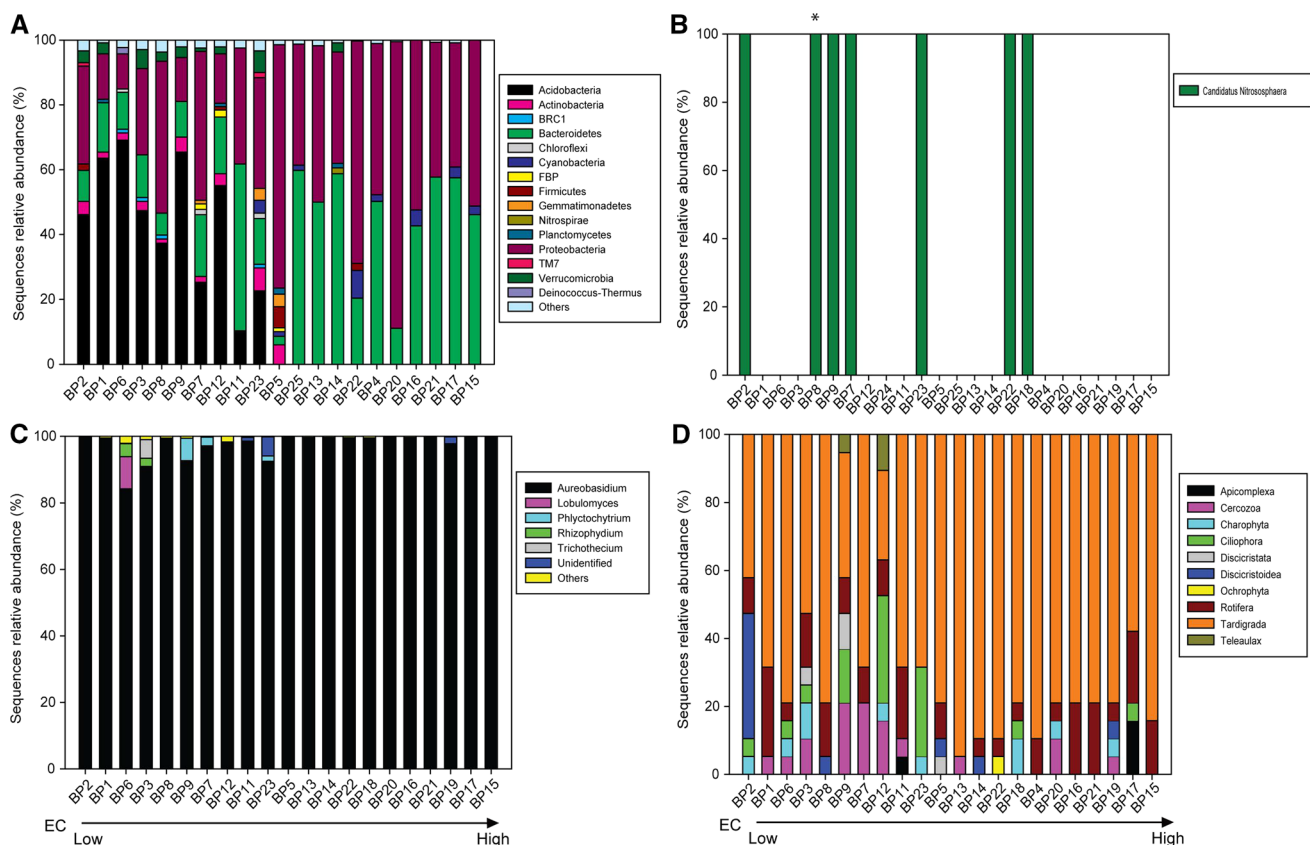 A
Sequences relative abundance (%)
100
80
60
40
20
0
BP2 BP1 BP6 BP3 BP8 BP9 BP7 BP12 BP11 BP23 BP5 BP25 BP13 BP14 BP22 BP4 BP20 BP16 BP21 BP17 BP15
Acidobacteria
Actinobacteria
BRC1
Bacteroidetes
Chloroflexi
Cyanobacteria
FBP
Firmicutes
Gemmatimonadetes
Nitrospirae
Planctomycetes
Proteobacteria
TM7
Verrucomicrobia
Deinococcus-Thermus
Others
B
*
Sequences relative abundance (%)
100
80
60
40
20
0
BP2 BP1 BP6 BP3 BP8 BP9 BP7 BP12 BP24 BP11 BP23 BP5 BP25 BP13 BP14 BP22 BP18 BP4 BP20 BP16 BP21 BP19 BP17 BP15
Candidatus Nitrososphaera
C
Sequences relative abundance (%)
100
80
60
40
20
0
BP2 BP1 BP6 BP3 BP8 BP9 BP7 BP12 BP11 BP23 BP5 BP13 BP14 BP22 BP18 BP20 BP16 BP21 BP19 BP17 BP15
EC
Low
High
Aureobasidium
Lobulomyces
Phlyctochytrium
Rhizophydium
Trichothecium
Unidentified
Others
D
Sequences relative abundance (%)
100
80
60
40
20
0
BP2 BP1 BP6 BP3 BP8 BP9 BP7 BP12 BP11 BP23 BP5 BP13 BP14 BP22 BP18 BP4 BP20 BP16 BP21 BP19 BP17 BP15
EC
Low
High
Apicomplexa
Cercozoa
Charophyta
Ciliophora
Discicristata
Discicristoidea
Ochrophyta
Rotifera
Tardigrada
Teleaulax